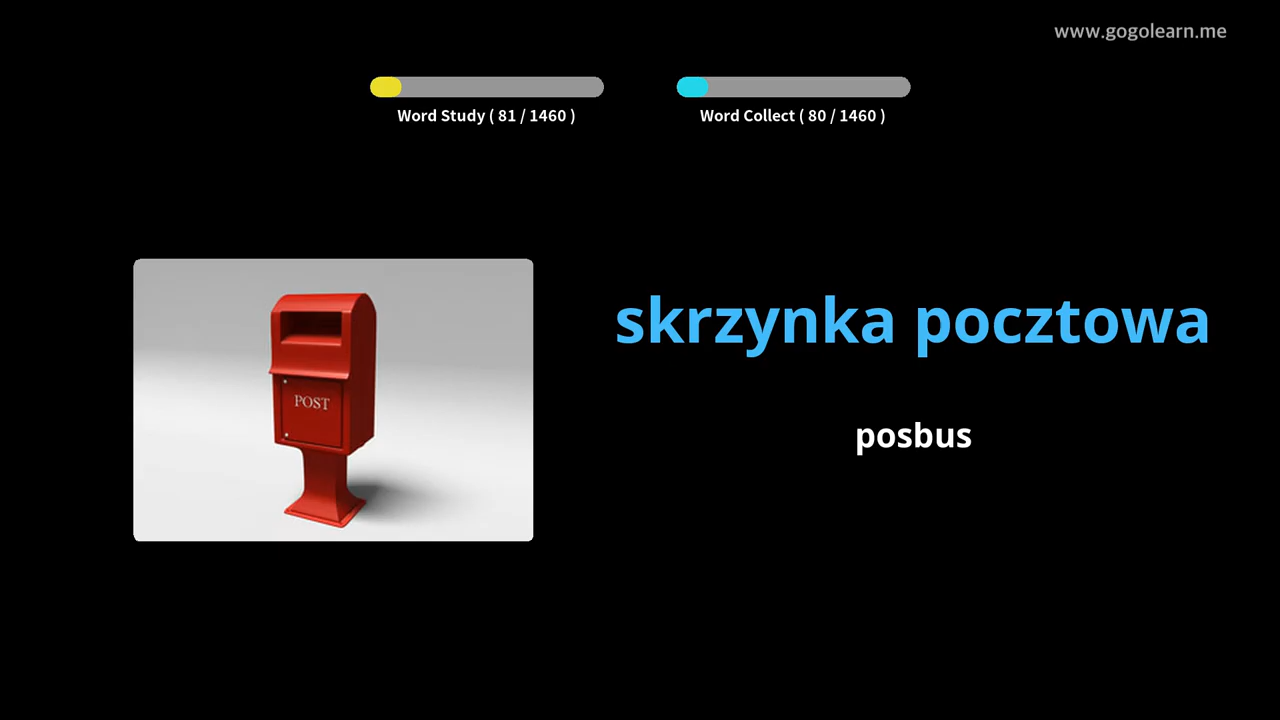 www.gogolearn.me
Word Study ( 81 / 1460 )
Word Collect ( 80 / 1460 )
POST
skrzynka pocztowa
posbus